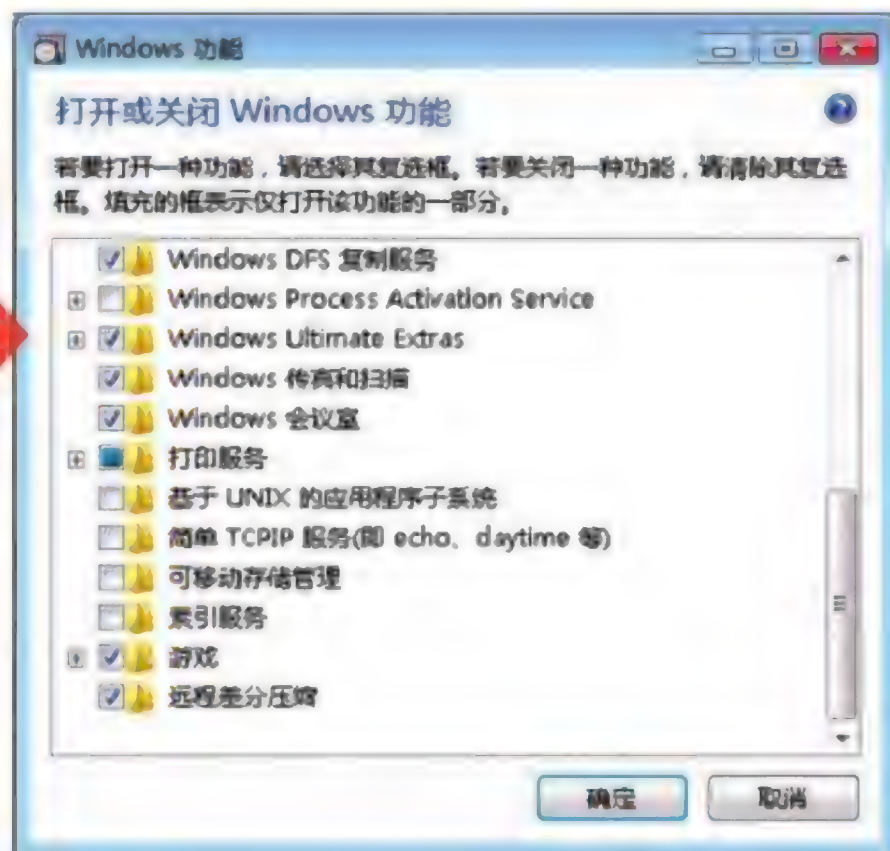 Windows 功能
打开或关闭 Windows 功能
若要打开一种功能，请选择其复选框。若要关闭一种功能，请清除其复选
框。填充的框表示仅打开该功能的一部分。
Windows DFS 复制服务
Windows Process Activation Service
Windows Ultimate Extras
Windows 传真和扫描
Windows 会议室
打印服务
基于 UNIX 的应用程序子系统
简单 TCPIP 服务(即 echo、daytime 等)
可移动存储管理
索引服务
游戏
远程差分压缩
确定
取消